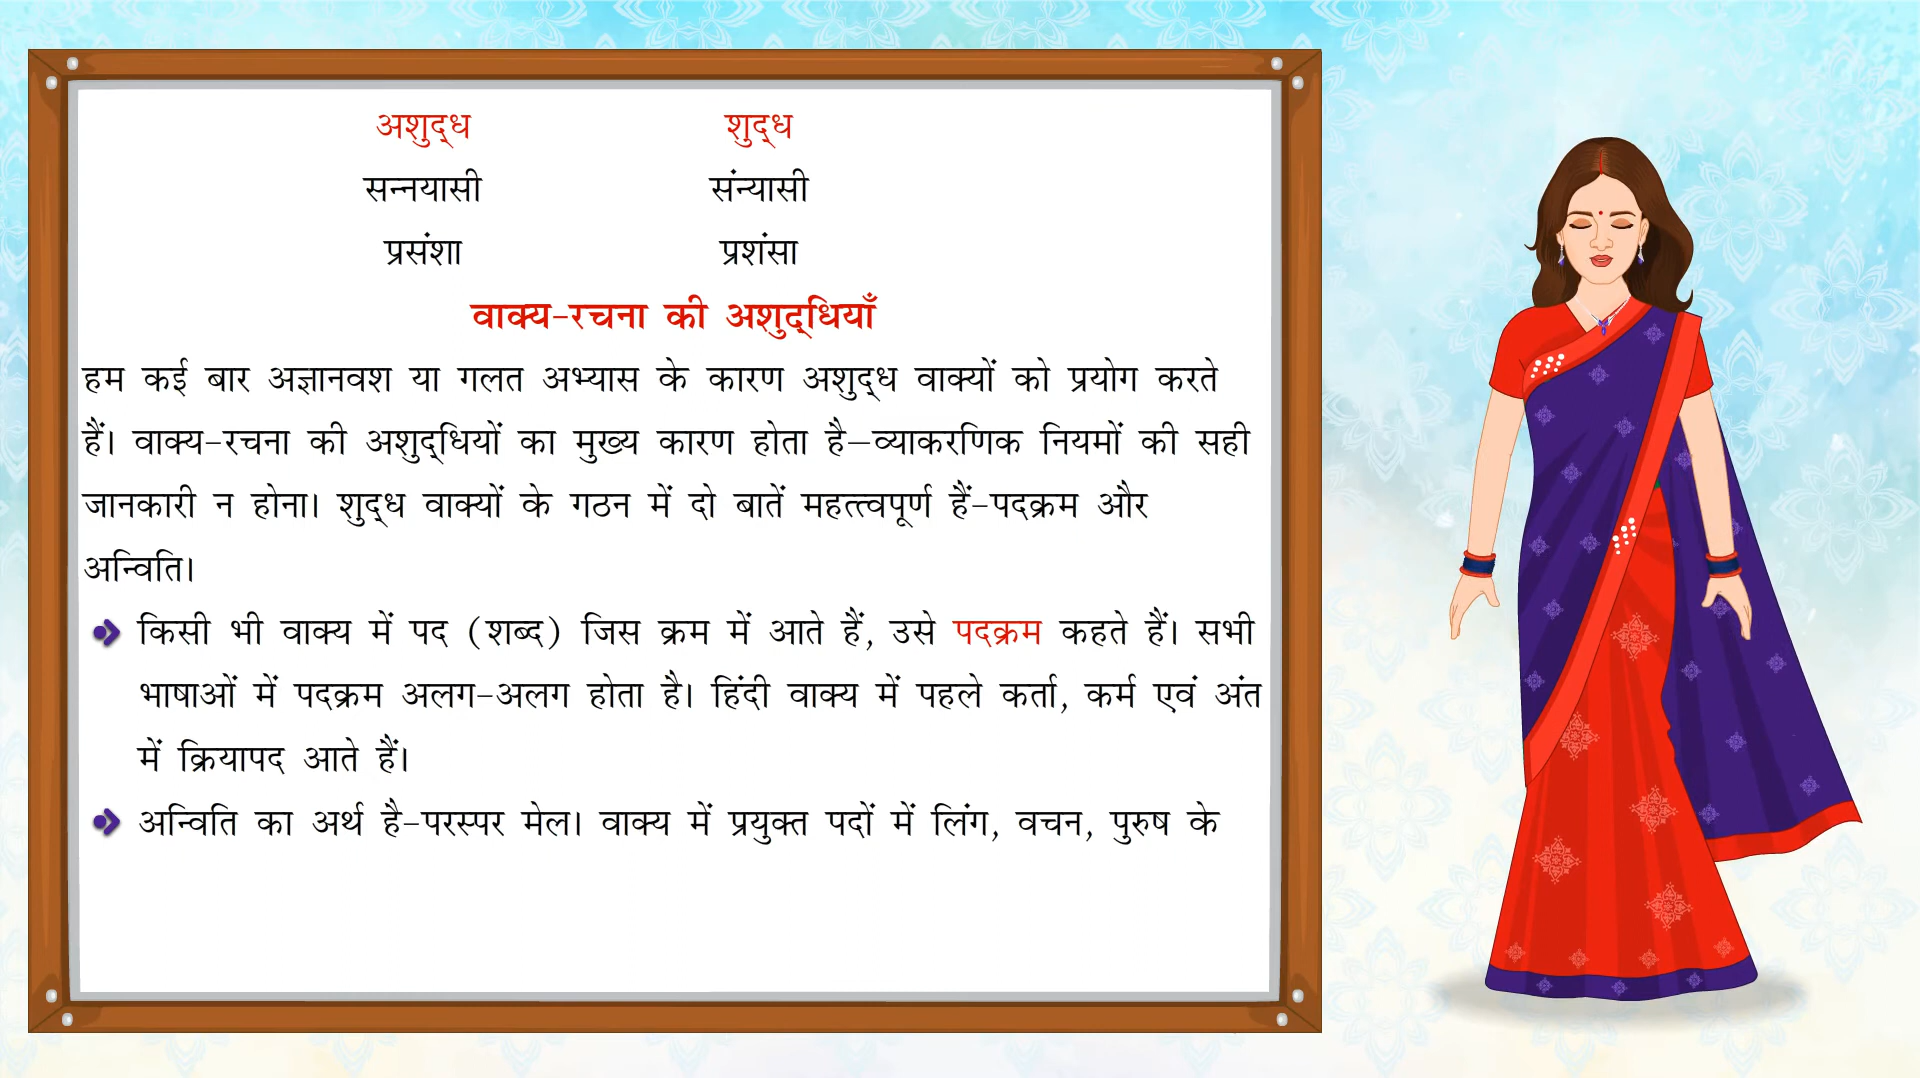 अशुद्ध शुद्ध
सन्नयासी संन्यासी
प्रसंशा प्रशंसा
वाक्य-रचना की अशुद्धियाँ
हम कई बार अज्ञानवश या गलत अभ्यास के कारण अशुद्ध वाक्यों को प्रयोग करते
हैं। वाक्य-रचना की अशुद्धियों का मुख्य कारण होता है–व्याकरणिक नियमों की सही
जानकारी न होना। शुद्ध वाक्यों के गठन में दो बातें महत्त्वपूर्ण हैं-पदक्रम और
अन्विति।
किसी भी वाक्य में पद (शब्द) जिस क्रम में आते हैं, उसे पदक्रम कहते हैं। सभी
भाषाओं में पदक्रम अलग-अलग होता है। हिंदी वाक्य में पहले कर्ता, कर्म एवं अंत
में क्रियापद आते हैं।
अन्विति का अर्थ है-परस्पर मेल। वाक्य में प्रयुक्त पदों में लिंग, वचन, पुरुष के